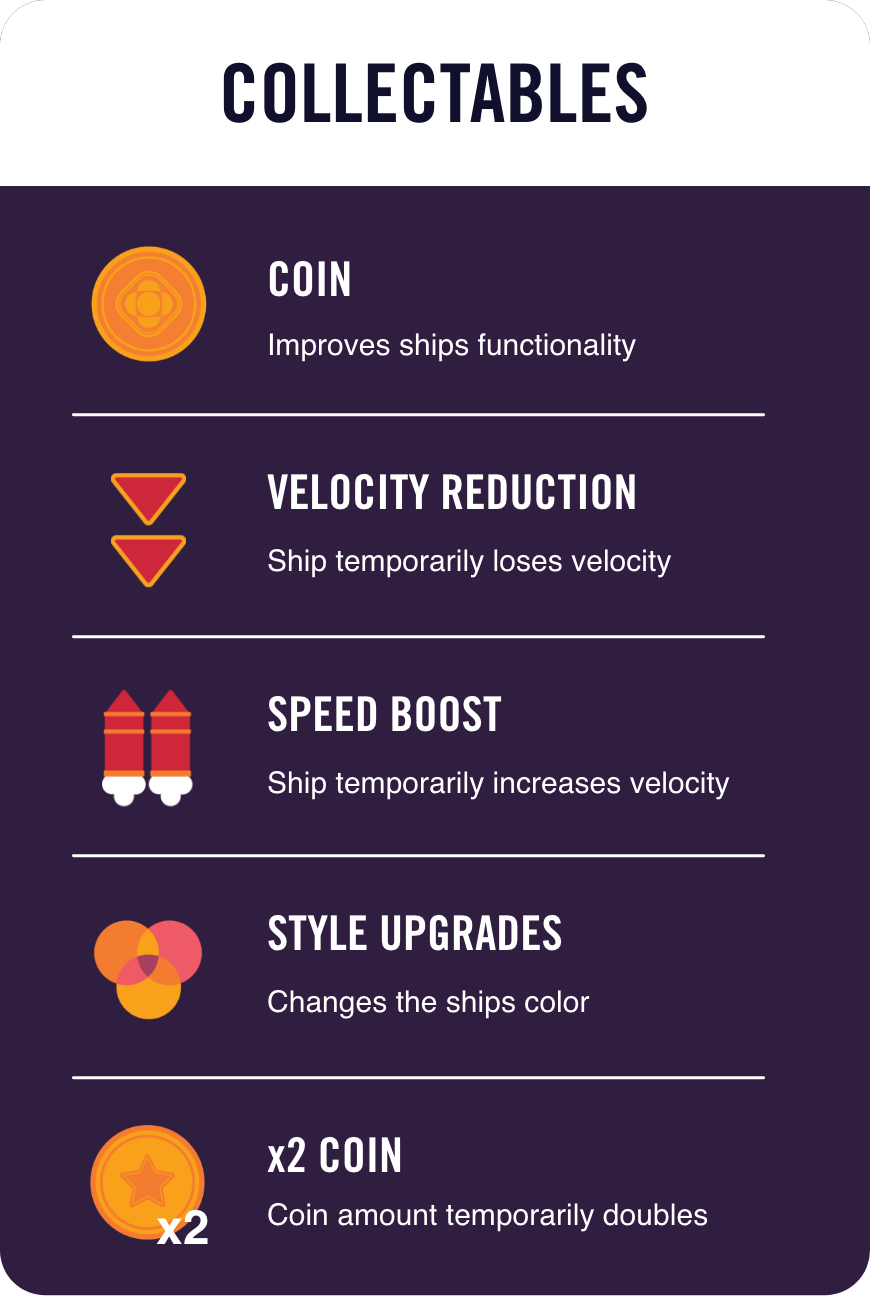 COLLECTABLES
COIN
Improves ships functionality
VELOCITY REDUCTION
Ship temporarily loses velocity
SPEED BOOST
Ship temporarily increases velocity
STYLE UPGRADES
Changes the ships color
x2
x2 COIN
Coin amount temporarily doubles